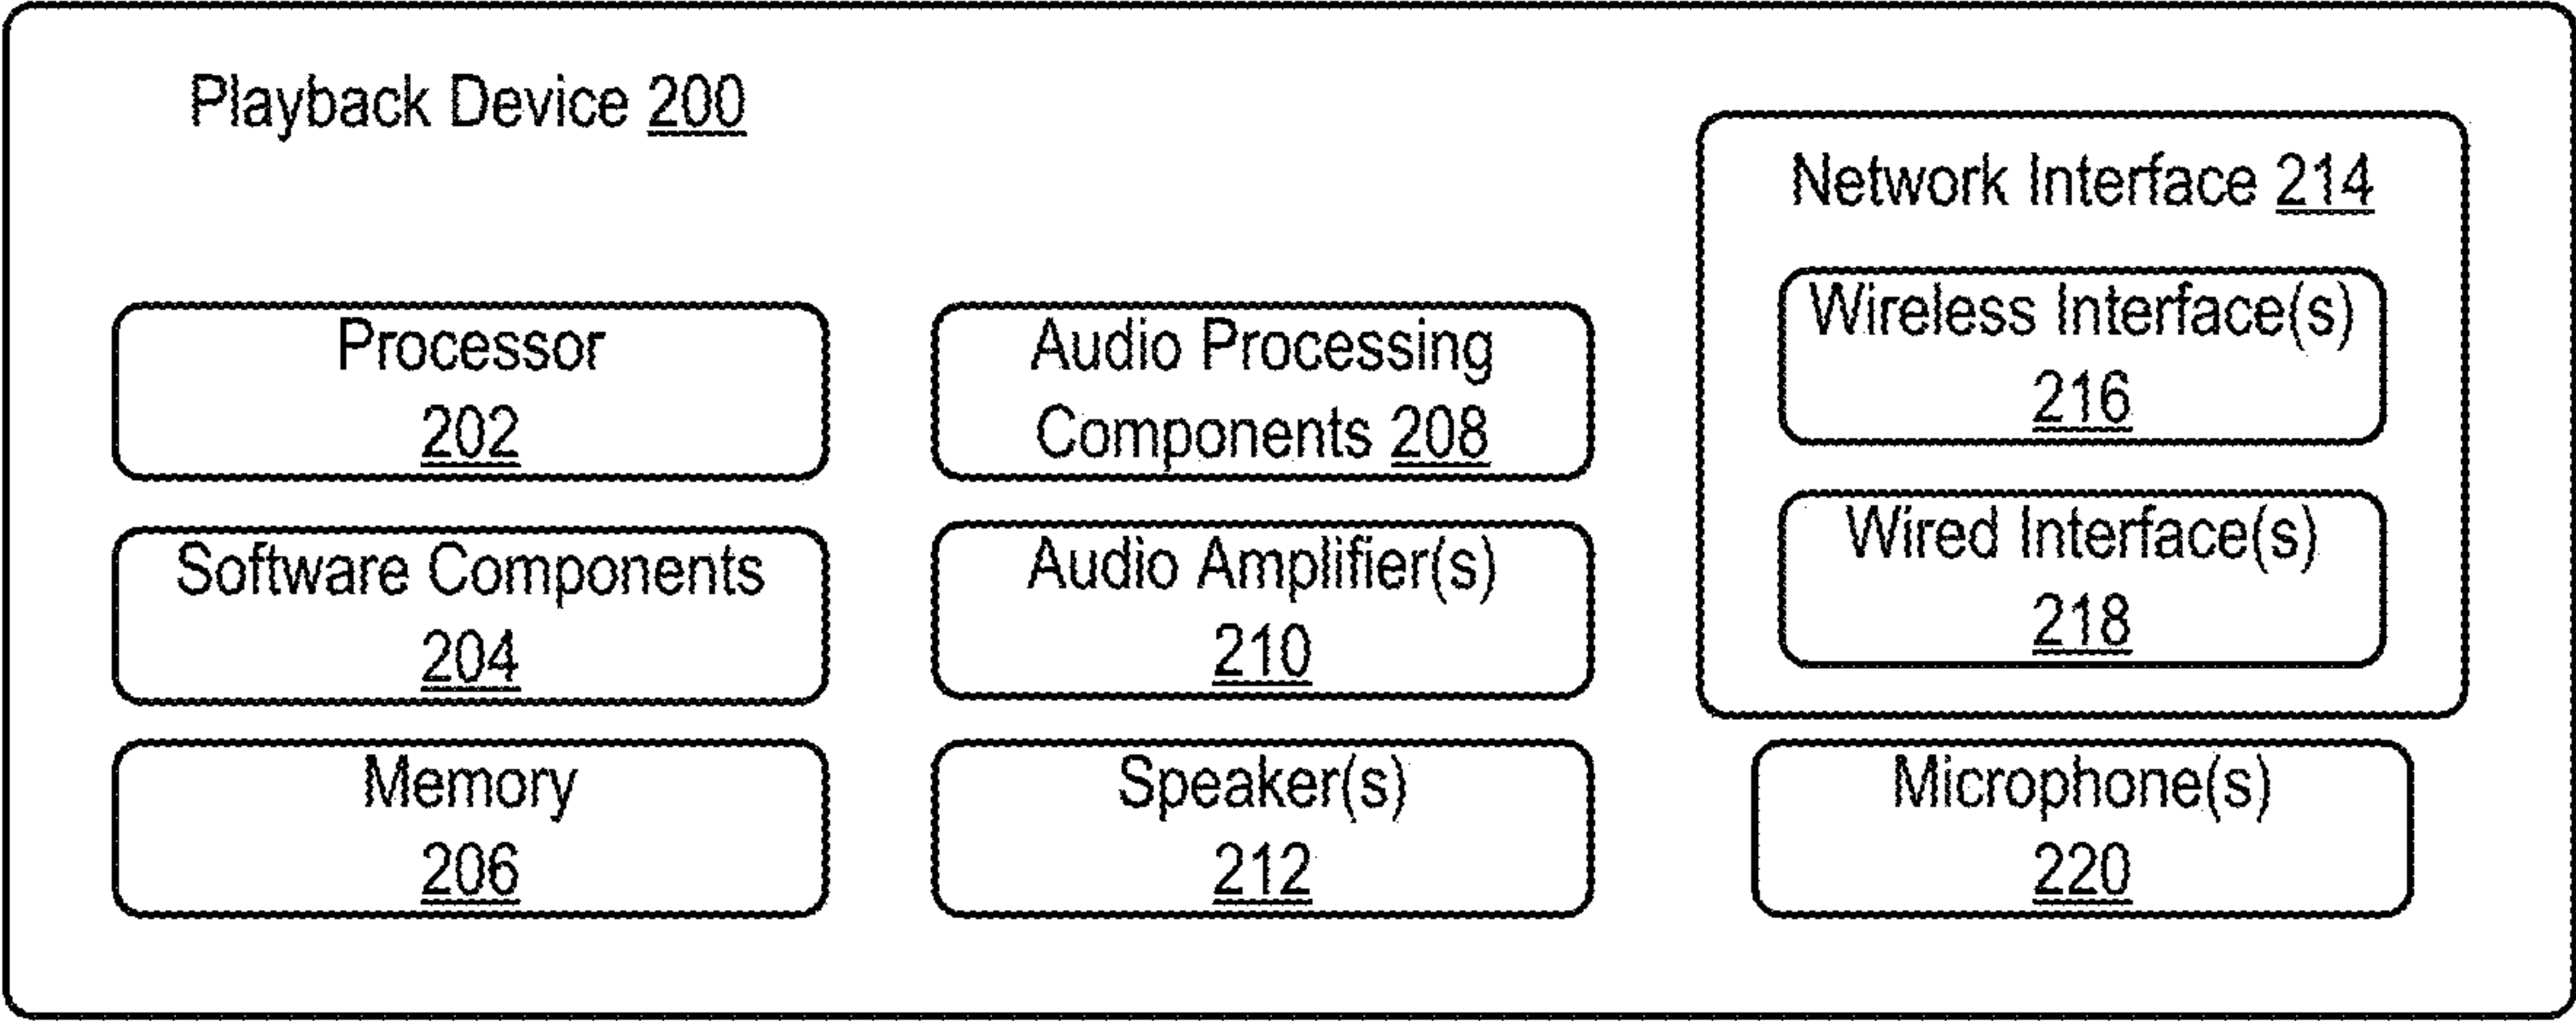 Playback Device 200
Processor
202
Software Components
204
Memory
206
Audio Processing
Components 208
Audio Amplifier(s)
210
Speaker(s)
212
Network Interface 214
Wireless Interface(s)
216
Wired Interface(s)
218
Microphone(s)
220